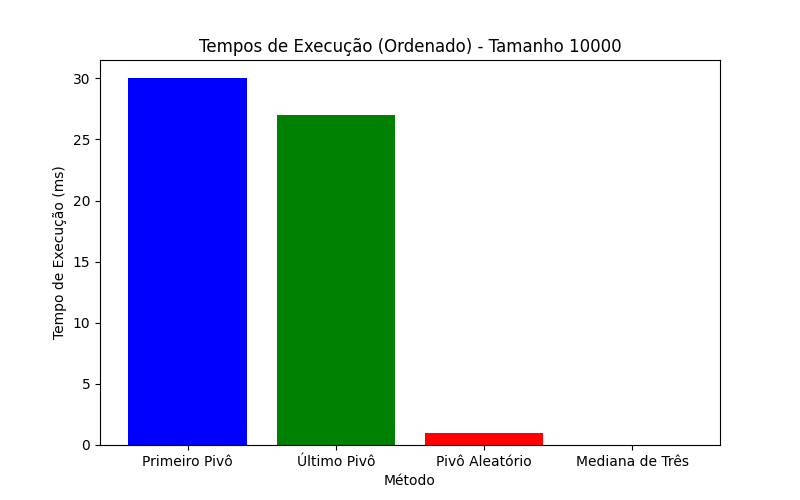 Tempos de Execução (Ordenado) - Tamanho 10000
Tempo de Execução (ms)
30
25
20
15
10
5
0
Primeiro Pivô
Último Pivô
Pivô Aleatório
Mediana de Três
Método